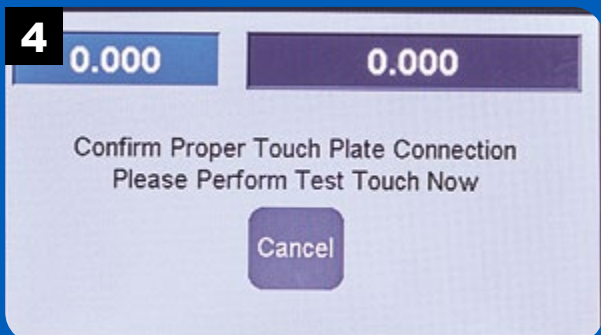 4
0.000 0.000
Confirm Proper Touch Plate Connection
Please Perform Test Touch Now
Cancel